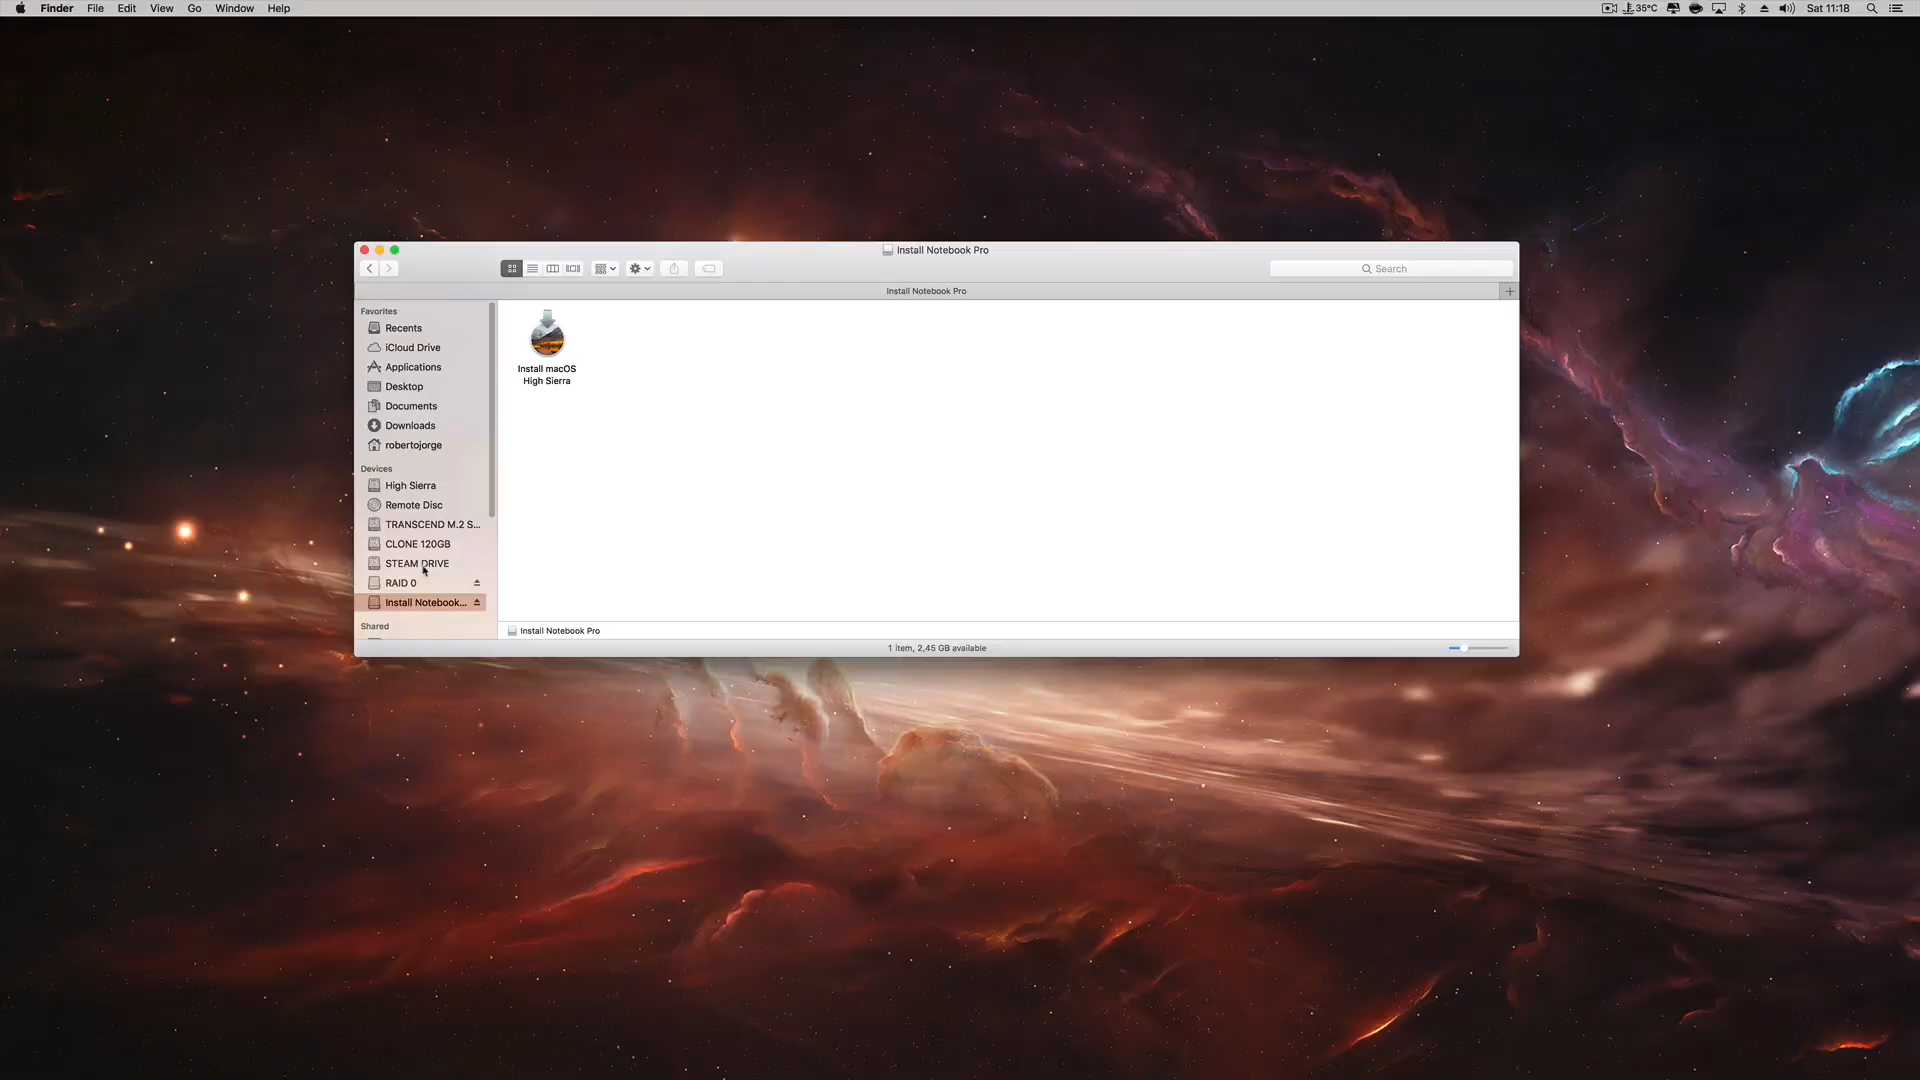 Finder File Edit View Go Window Help
35°C Sat 11:18
Install Notebook Pro
Search
Install Notebook Pro
Favorites
Recents
iCloud Drive
Applications
Desktop
Documents
Downloads
robertojorge
Devices
High Sierra
Remote Disc
TRANSCEND M.2 S...
CLONE 120GB
STEAM DRIVE
RAID 0
Install Notebook...
Shared
Install macOS
High Sierra
Install Notebook Pro
1 item, 2,45 GB available